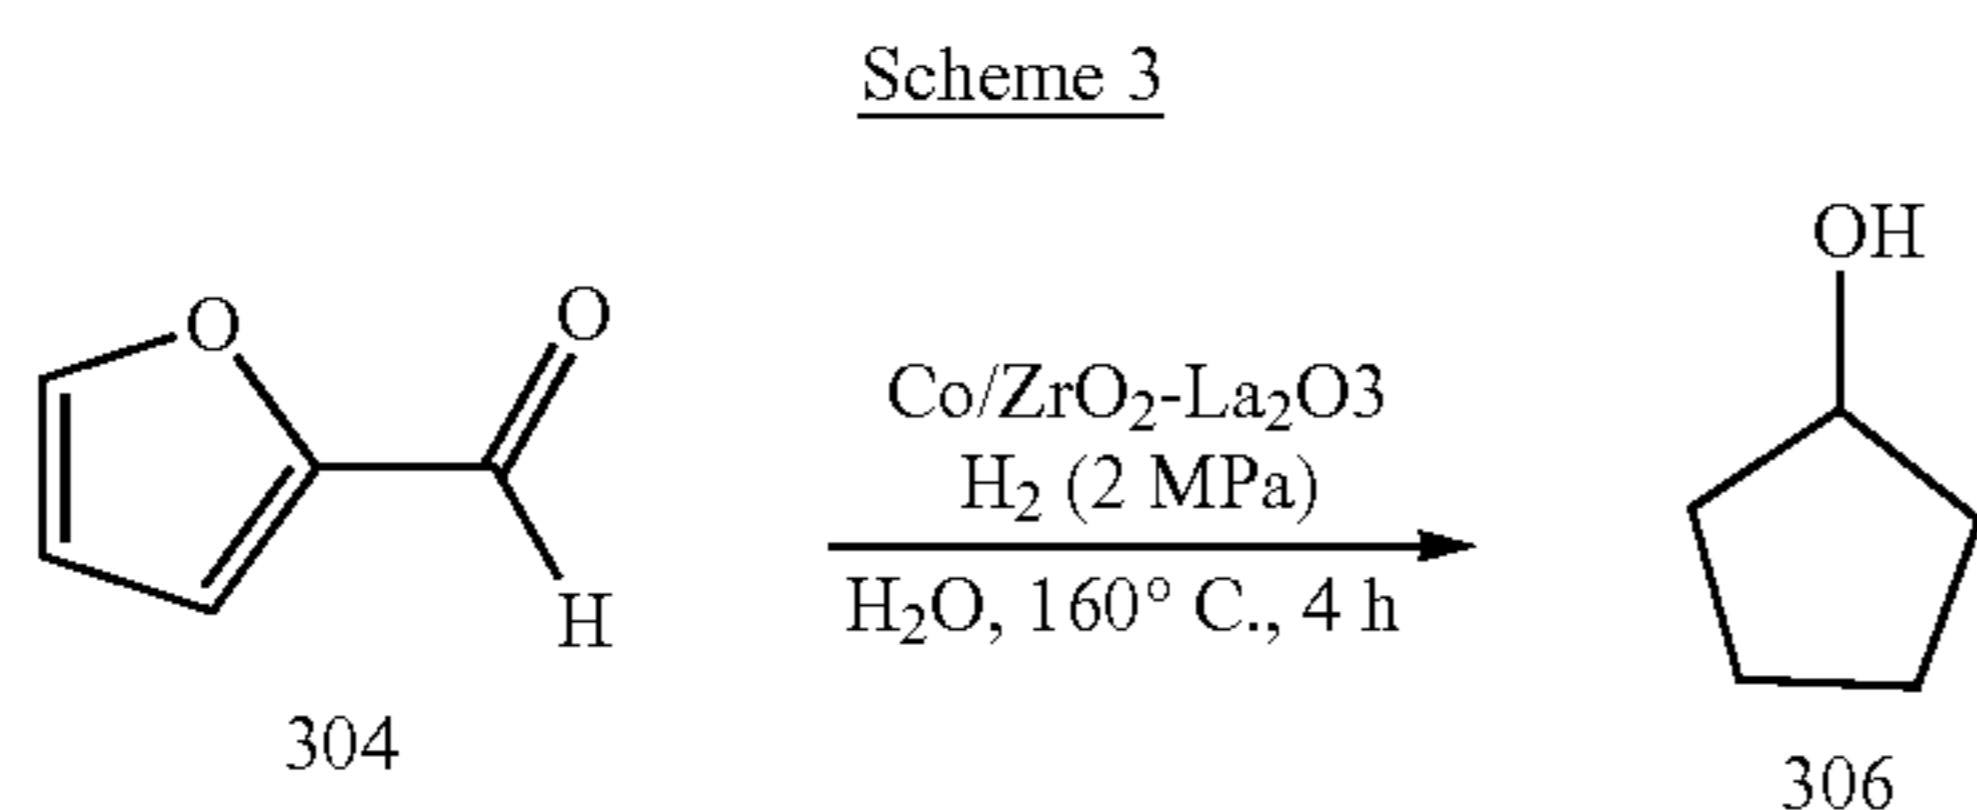 Scheme 3
OH
O
O
Co/ZrO₂-La₂O3
H₂ (2 MPa)
H₂O, 160° C., 4 h
H
304
306